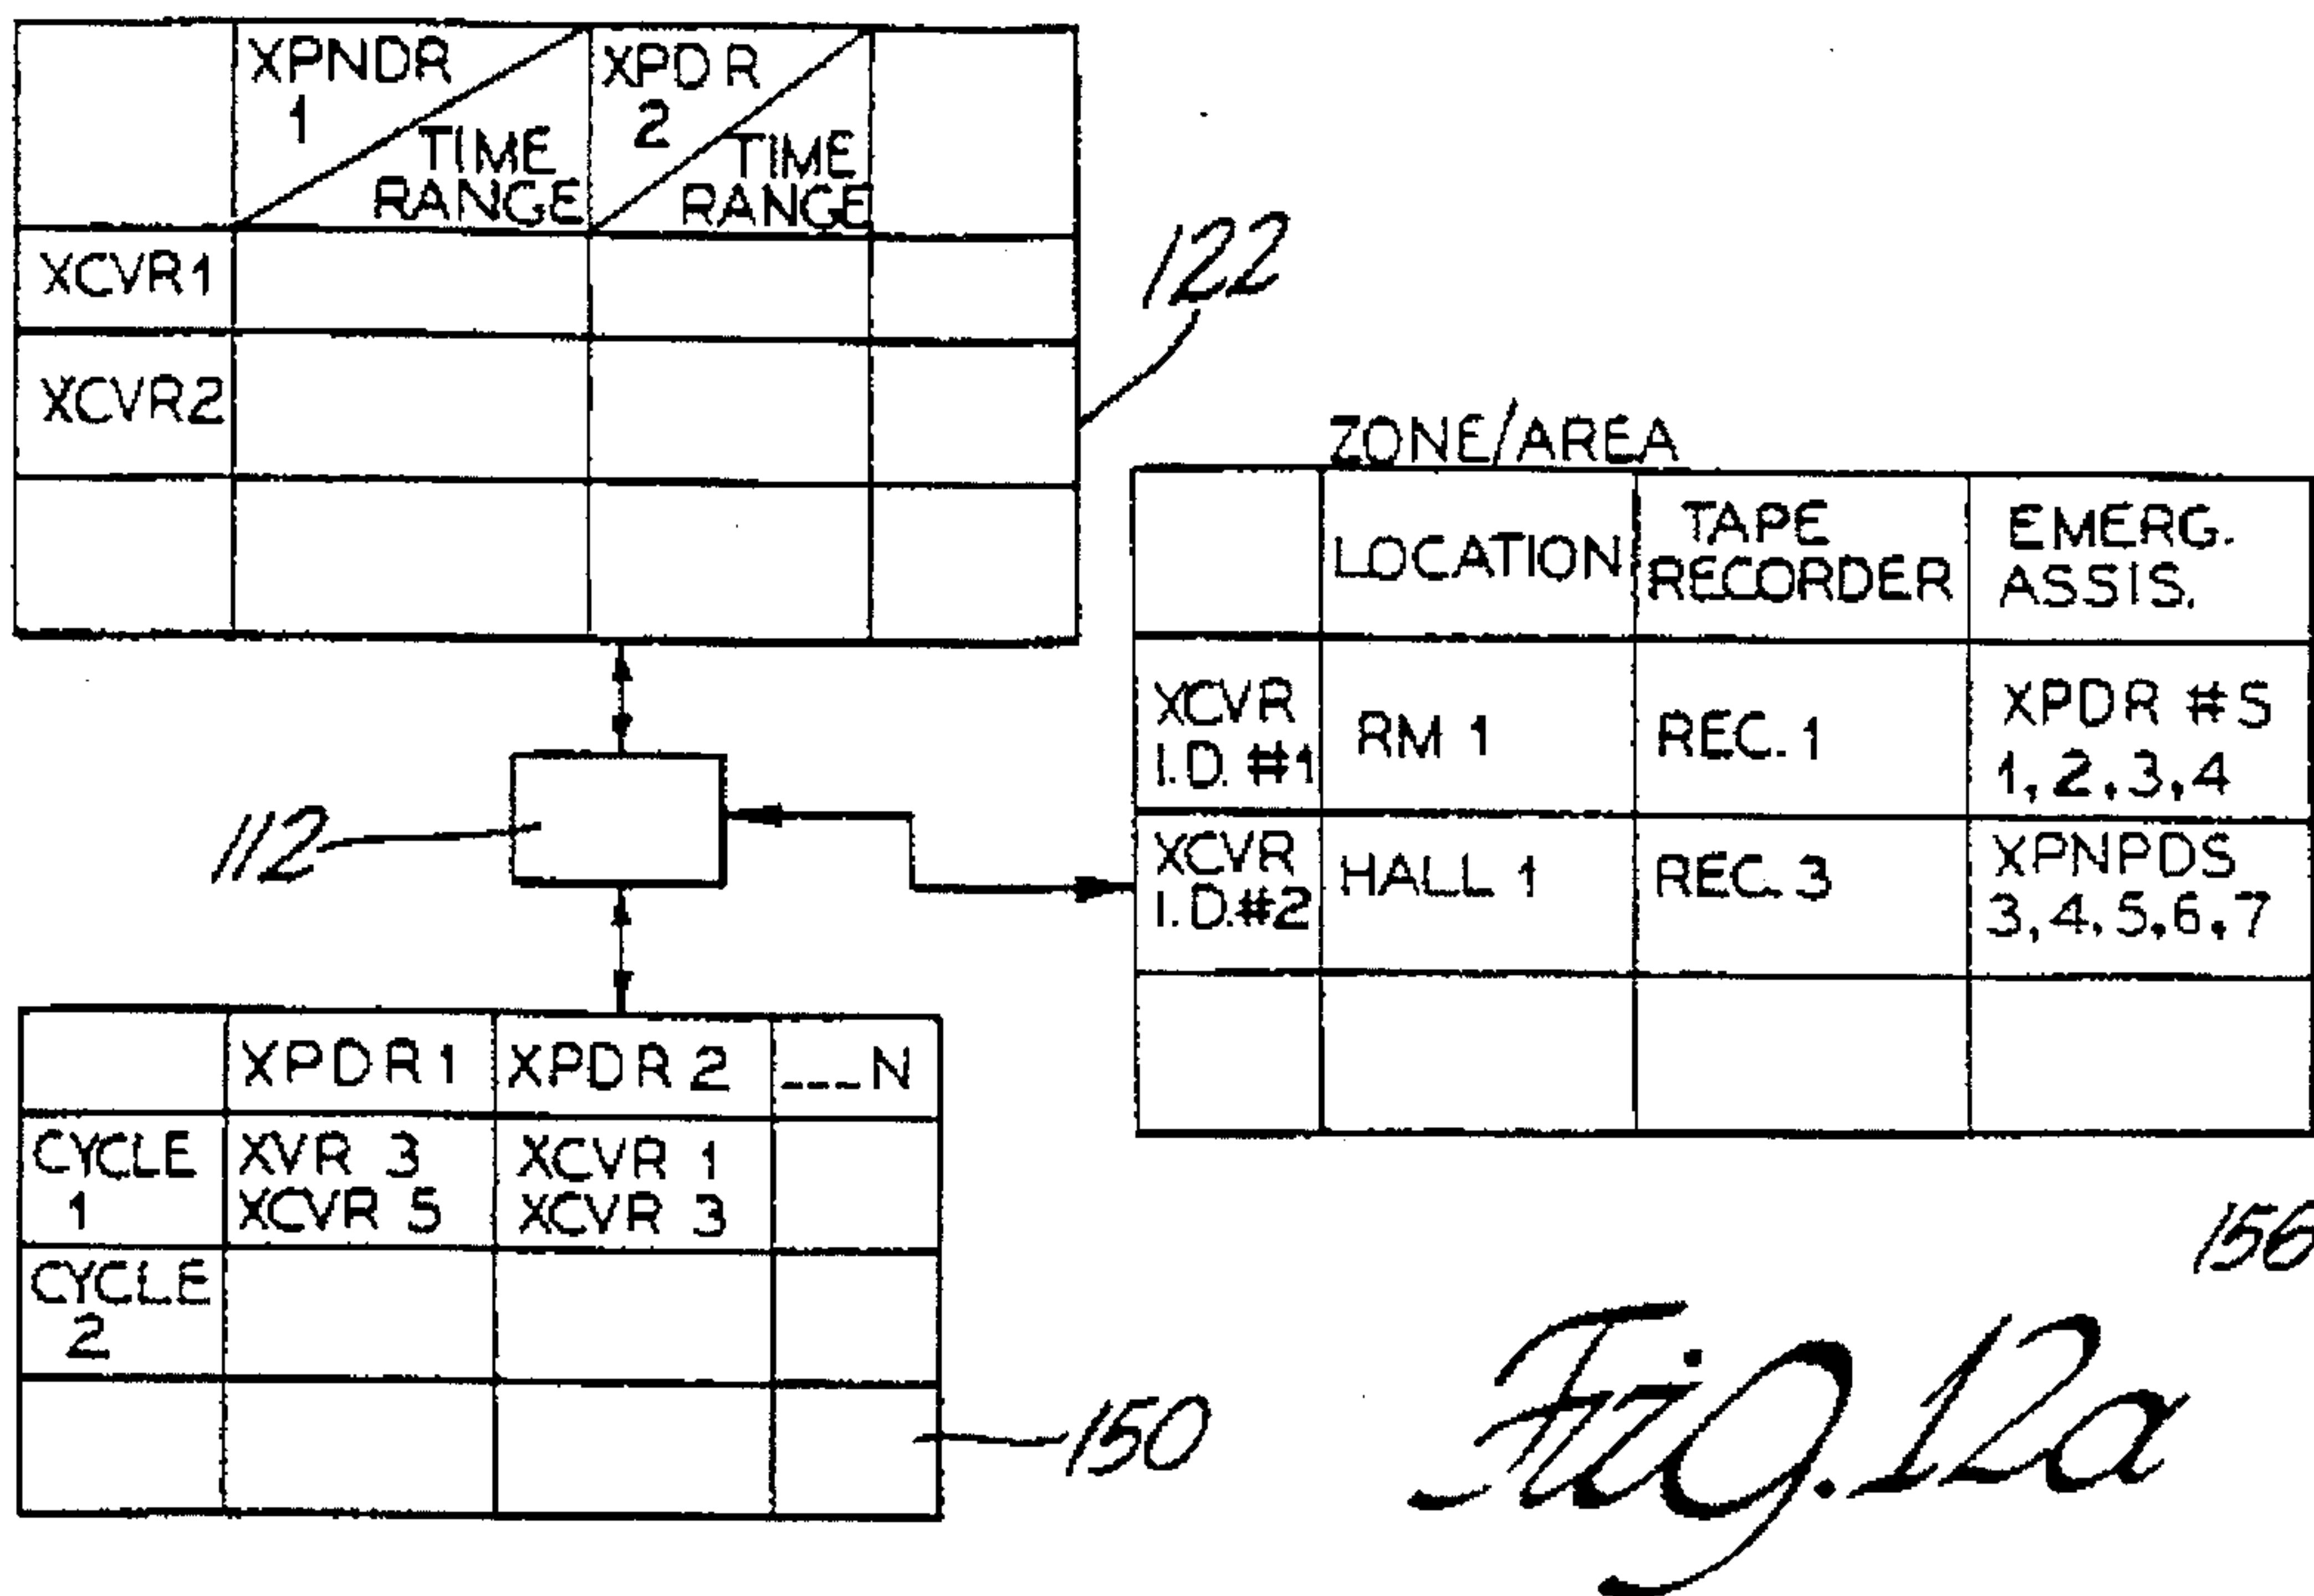 XPNDR
1
TIME
RANGE
XPDR
2
TIME
RANGE
XCVR1
XCVR2
122
ZONE/AREA
LOCATION
TAPE
RECORDER
EMERG.
ASSIS.
XCVR
I.D. #1
RM 1
REC. 1
XPDR #S
1,2,3,4
XCVR
I.D.#2
HALL 1
REC. 3
XPNPDS
3,4,5,6,7
156
112
XPDR1
XPDR 2
---N
CYCLE
1
XVR 3
XCVR 5
XCVR 1
XCVR 3
CYCLE
2
150
Fig. 12a